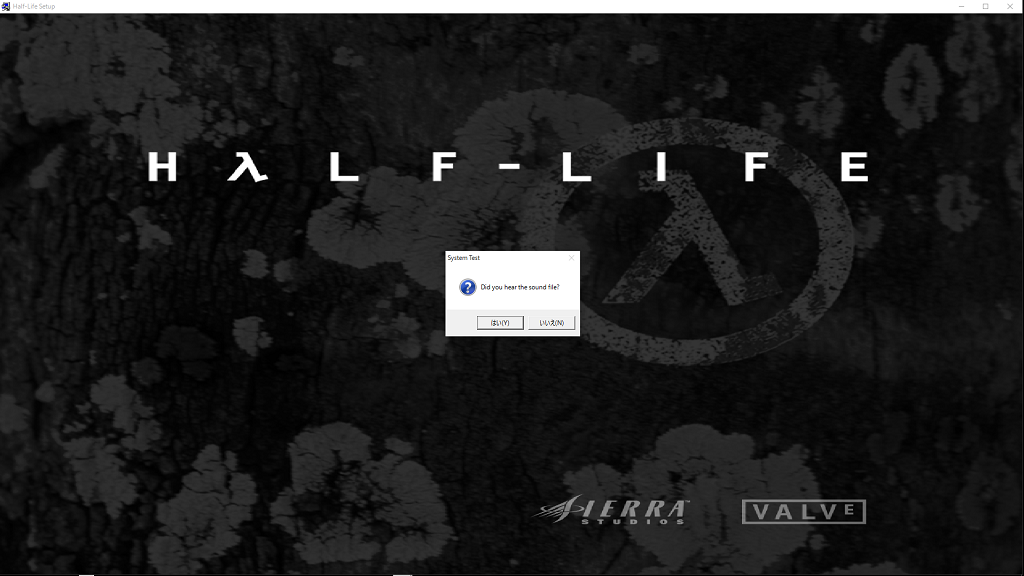 Half-Life Setup
HλLF-LIFE
System Test
Did you hear the sound file?
はい(Y)
いいえ(N)
SIERRA™
STUDIOS
VALVE